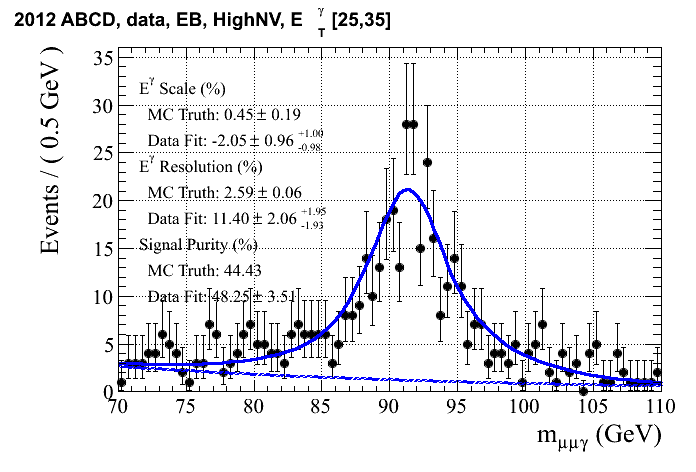 2012 ABCD, data, EB, HighNV, E γ T [25,35]
Events / ( 0.5 GeV )
35
30
25
20
15
10
5
0
E^γ Scale (%)
MC Truth: 0.45 ± 0.19
Data Fit: -2.05 ± 0.96 +1.00 -0.98
E^γ Resolution (%)
MC Truth: 2.59 ± 0.06
Data Fit: 11.40 ± 2.06 +1.95 -1.93
Signal Purity (%)
MC Truth: 44.43
Data Fit: 48.25 ± 3.51
70 75 80 85 90 95 100 105 110
m_μμγ (GeV)